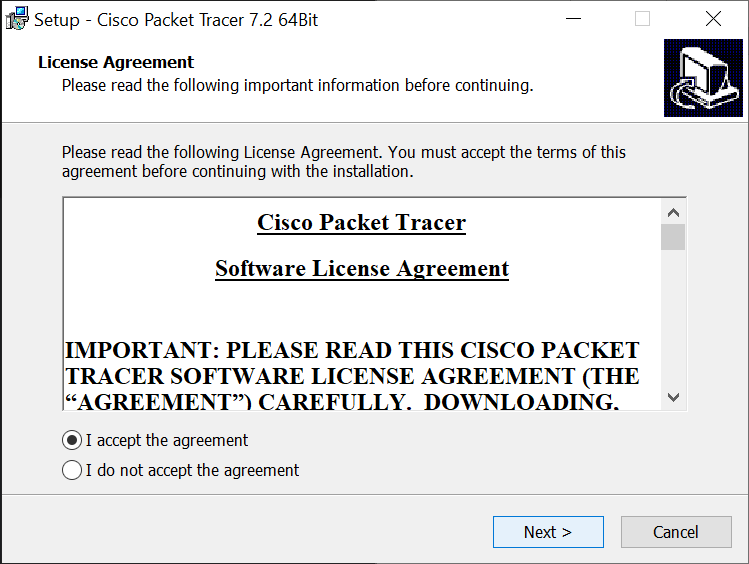 Setup - Cisco Packet Tracer 7.2 64Bit
License Agreement
Please read the following important information before continuing.
Please read the following License Agreement. You must accept the terms of this
agreement before continuing with the installation.
Cisco Packet Tracer
Software License Agreement
IMPORTANT: PLEASE READ THIS CISCO PACKET
TRACER SOFTWARE LICENSE AGREEMENT (THE
“AGREEMENT”) CAREFULLY. DOWNLOADING,
I accept the agreement
I do not accept the agreement
Next >
Cancel